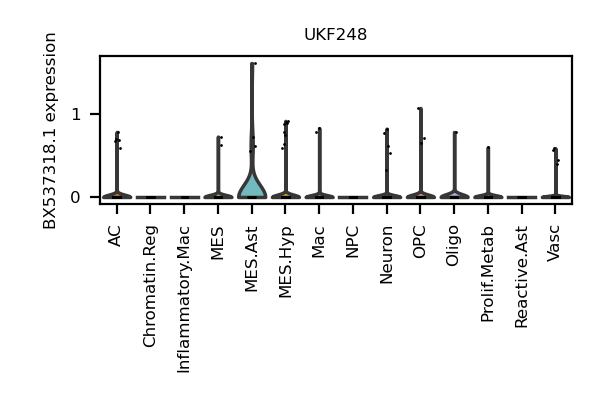 UKF248
BX537318.1 expression
1
0
AC
Chromatin.Reg
Inflammatory.Mac
MES
MES.Ast
MES.Hyp
Mac
NPC
Neuron
OPC
Oligo
Prolif.Metab
Reactive.Ast
Vasc